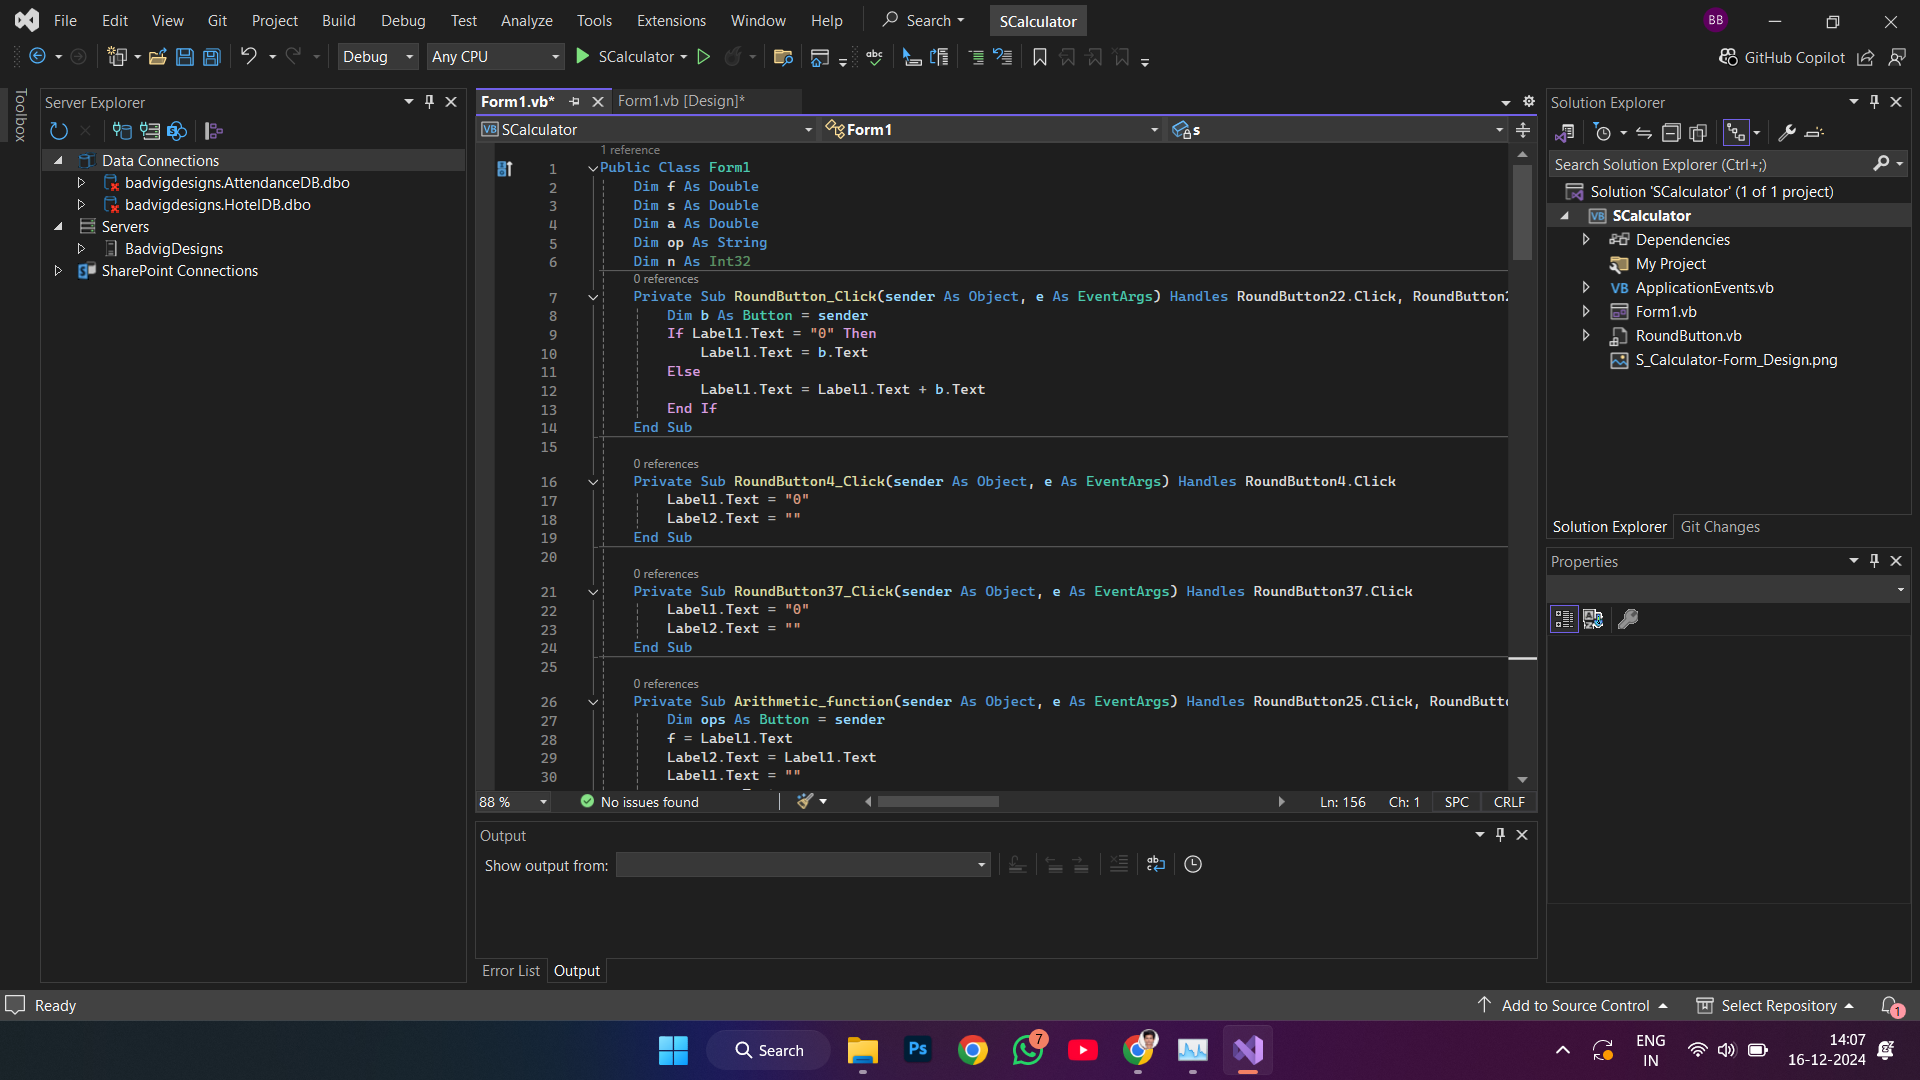 File Edit View Git Project Build Debug Test Analyze Tools Extensions Window Help Search SCalculator BB
Debug Any CPU SCalculator GitHub Copilot
Toolbox
Server Explorer
Data Connections
badvigdesigns.AttendanceDB.dbo
badvigdesigns.HotelDB.dbo
Servers
BadvigDesigns
SharePoint Connections
Form1.vb* Form1.vb [Design]*
SCalculator Form1 s
1 reference
1 Public Class Form1
2 Dim f As Double
3 Dim s As Double
4 Dim a As Double
5 Dim op As String
6 Dim n As Int32
0 references
7 Private Sub RoundButton_Click(sender As Object, e As EventArgs) Handles RoundButton22.Click, RoundButton2
8 Dim b As Button = sender
9 If Label1.Text = "0" Then
10 Label1.Text = b.Text
11 Else
12 Label1.Text = Label1.Text + b.Text
13 End If
14 End Sub
15
0 references
16 Private Sub RoundButton4_Click(sender As Object, e As EventArgs) Handles RoundButton4.Click
17 Label1.Text = "0"
18 Label2.Text = ""
19 End Sub
20
0 references
21 Private Sub RoundButton37_Click(sender As Object, e As EventArgs) Handles RoundButton37.Click
22 Label1.Text = "0"
23 Label2.Text = ""
24 End Sub
25
0 references
26 Private Sub Arithmetic_function(sender As Object, e As EventArgs) Handles RoundButton25.Click, RoundButto
27 Dim ops As Button = sender
28 f = Label1.Text
29 Label2.Text = Label1.Text
30 Label1.Text = ""
88 % No issues found Ln: 156 Ch: 1 SPC CRLF
Output
Show output from:
Error List Output
Solution Explorer
Search Solution Explorer (Ctrl+;)
Solution 'SCalculator' (1 of 1 project)
SCalculator
Dependencies
My Project
ApplicationEvents.vb
Form1.vb
RoundButton.vb
S_Calculator-Form_Design.png
Solution Explorer Git Changes
Properties
Ready Add to Source Control Select Repository 1
Search Ps 7 ENG IN 14:07 16-12-2024